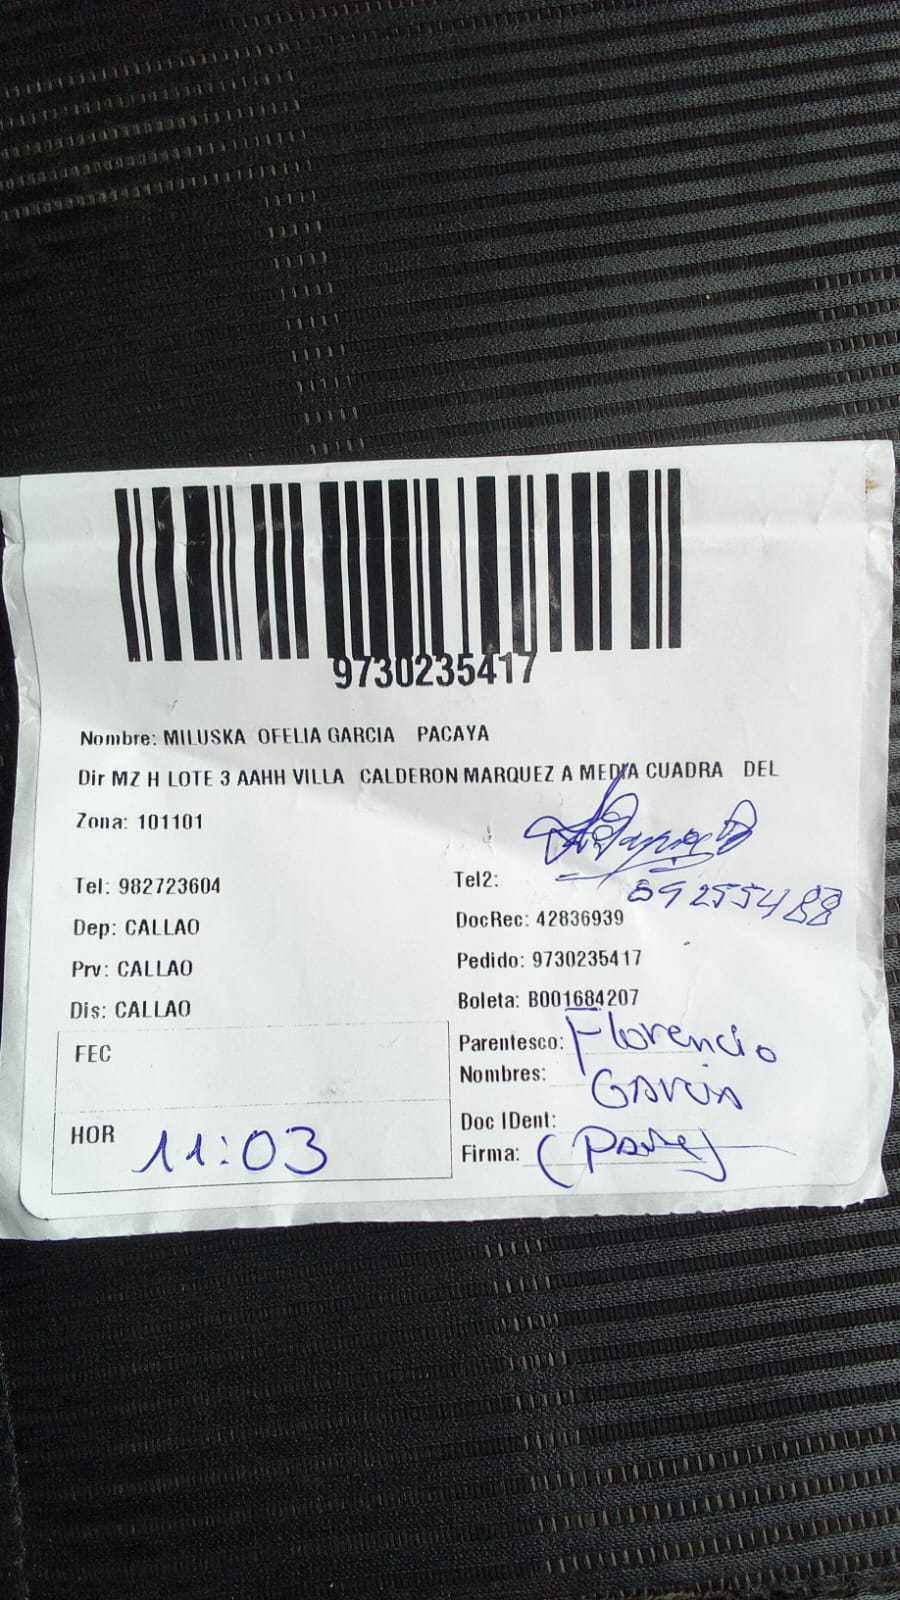 9730235417
Nombre: MILUSKA OFELIA GARCIA PACAYA
Dir MZ H LOTE 3 AAHH VILLA CALDERON MARQUEZ A MEDIA CUADRA DEL
Zona: 101101
Tel: 982723604
Tel2:
Dep: CALLAO
DocRec: 42836939
Prv: CALLAO
Pedido: 9730235417
Dis: CALLAO
Boleta: B001684207
FEC
Parentesco: Florencio
Nombres: Garcia
HOR 11:03
Doc IDent:
Firma: